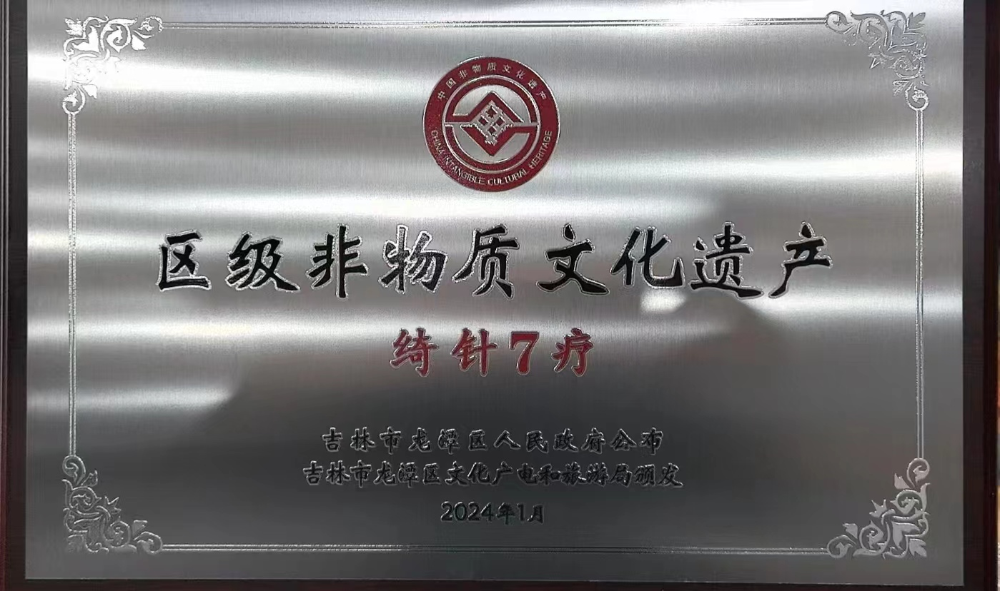 中国非物质文化遗产
CHINA INTANGIBLE CULTURAL HERITAGE
区级非物质文化遗产
绮针7疗
吉林市龙潭区人民政府公布
吉林市龙潭区文化广电和旅游局颁发
2024年1月